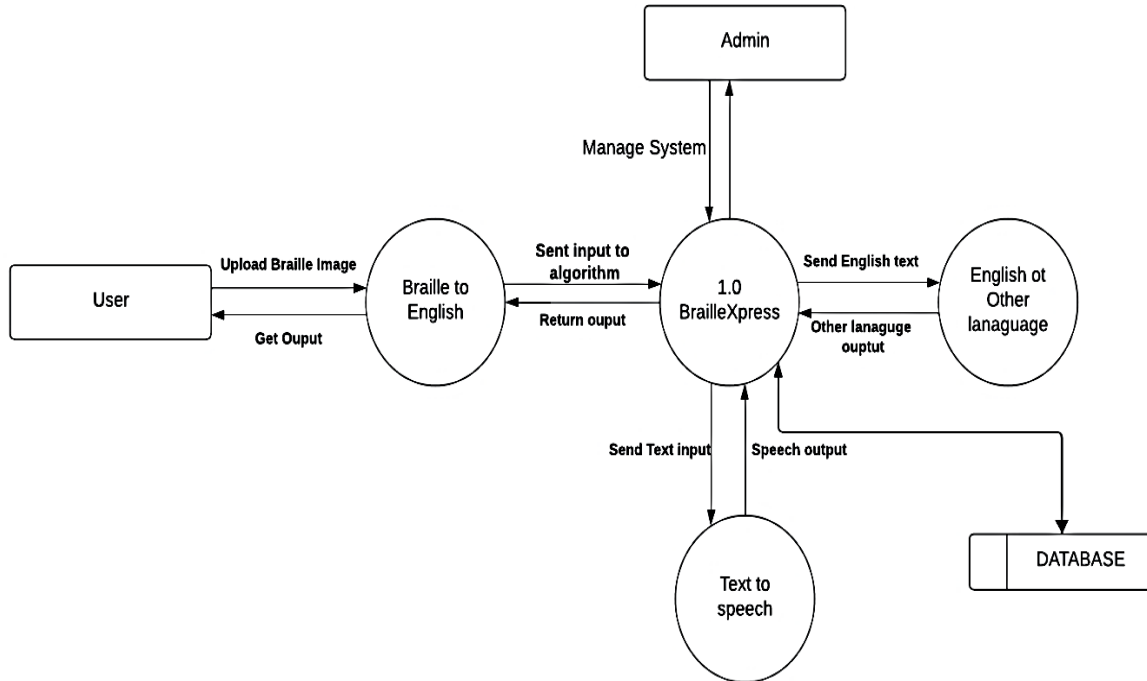 Admin
Manage System
Upload Braille Image
User
Get Ouput
Braille to
English
Sent input to
algorithm
Return ouput
1.0
BrailleXpress
Send English text
Other lanaguge
ouptut
English ot
Other
lanaguage
Send Text input
Speech output
DATABASE
Text to
speech